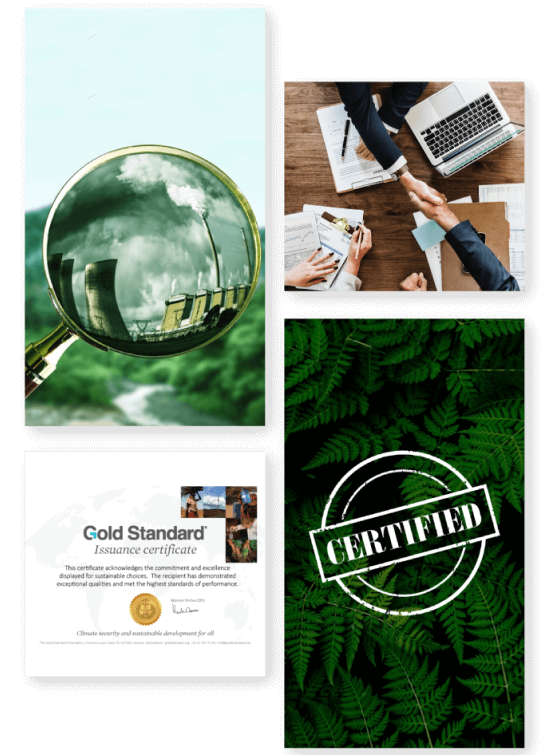 Gold Standard®
Issuance certificate
This certificate acknowledges the commitment and excellence
displayed for sustainable choices. The recipient has demonstrated
exceptional qualities and met the highest standards of performance.
Climate security and sustainable development for all
CERTIFIED